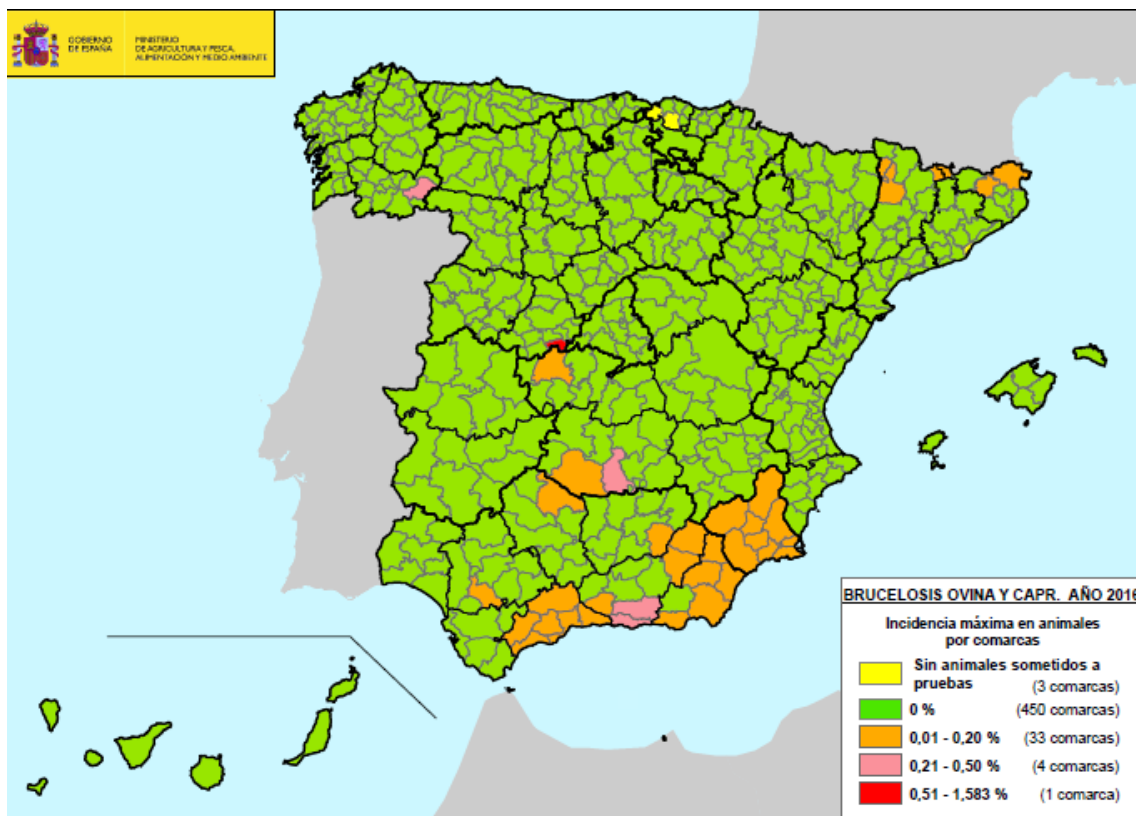 GOBIERNO
DE ESPAÑA
MINISTERIO
DE AGRICULTURA Y PESCA,
ALIMENTACIÓN Y MEDIO AMBIENTE
BRUCELOSIS OVINA Y CAPR. AÑO 2016
Incidencia máxima en animales
por comarcas
Sin animales sometidos a
pruebas (3 comarcas)
0 % (450 comarcas)
0,01 - 0,20 % (33 comarcas)
0,21 - 0,50 % (4 comarcas)
0,51 - 1,583 % (1 comarca)